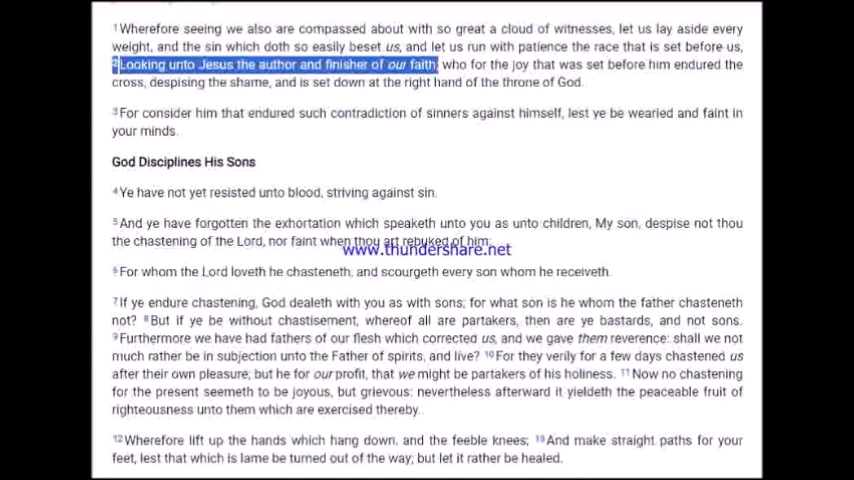 1Wherefore seeing we also are compassed about with so great a cloud of witnesses, let us lay aside every
weight, and the sin which doth so easily beset us, and let us run with patience the race that is set before us,
2Looking unto Jesus the author and finisher of our faith; who for the joy that was set before him endured the
cross, despising the shame, and is set down at the right hand of the throne of God.
3For consider him that endured such contradiction of sinners against himself, lest ye be wearied and faint in
your minds.
God Disciplines His Sons
4Ye have not yet resisted unto blood, striving against sin.
5And ye have forgotten the exhortation which speaketh unto you as unto children, My son, despise not thou
the chastening of the Lord, nor faint when thou art rebuked of him:
www.thundershare.net
6For whom the Lord loveth he chasteneth, and scourgeth every son whom he receiveth.
7If ye endure chastening, God dealeth with you as with sons; for what son is he whom the father chasteneth
not? 8But if ye be without chastisement, whereof all are partakers, then are ye bastards, and not sons.
9Furthermore we have had fathers of our flesh which corrected us, and we gave them reverence: shall we not
much rather be in subjection unto the Father of spirits, and live? 10For they verily for a few days chastened us
after their own pleasure; but he for our profit, that we might be partakers of his holiness. 11Now no chastening
for the present seemeth to be joyous, but grievous: nevertheless afterward it yieldeth the peaceable fruit of
righteousness unto them which are exercised thereby.
12Wherefore lift up the hands which hang down, and the feeble knees; 13And make straight paths for your
feet, lest that which is lame be turned out of the way; but let it rather be healed.